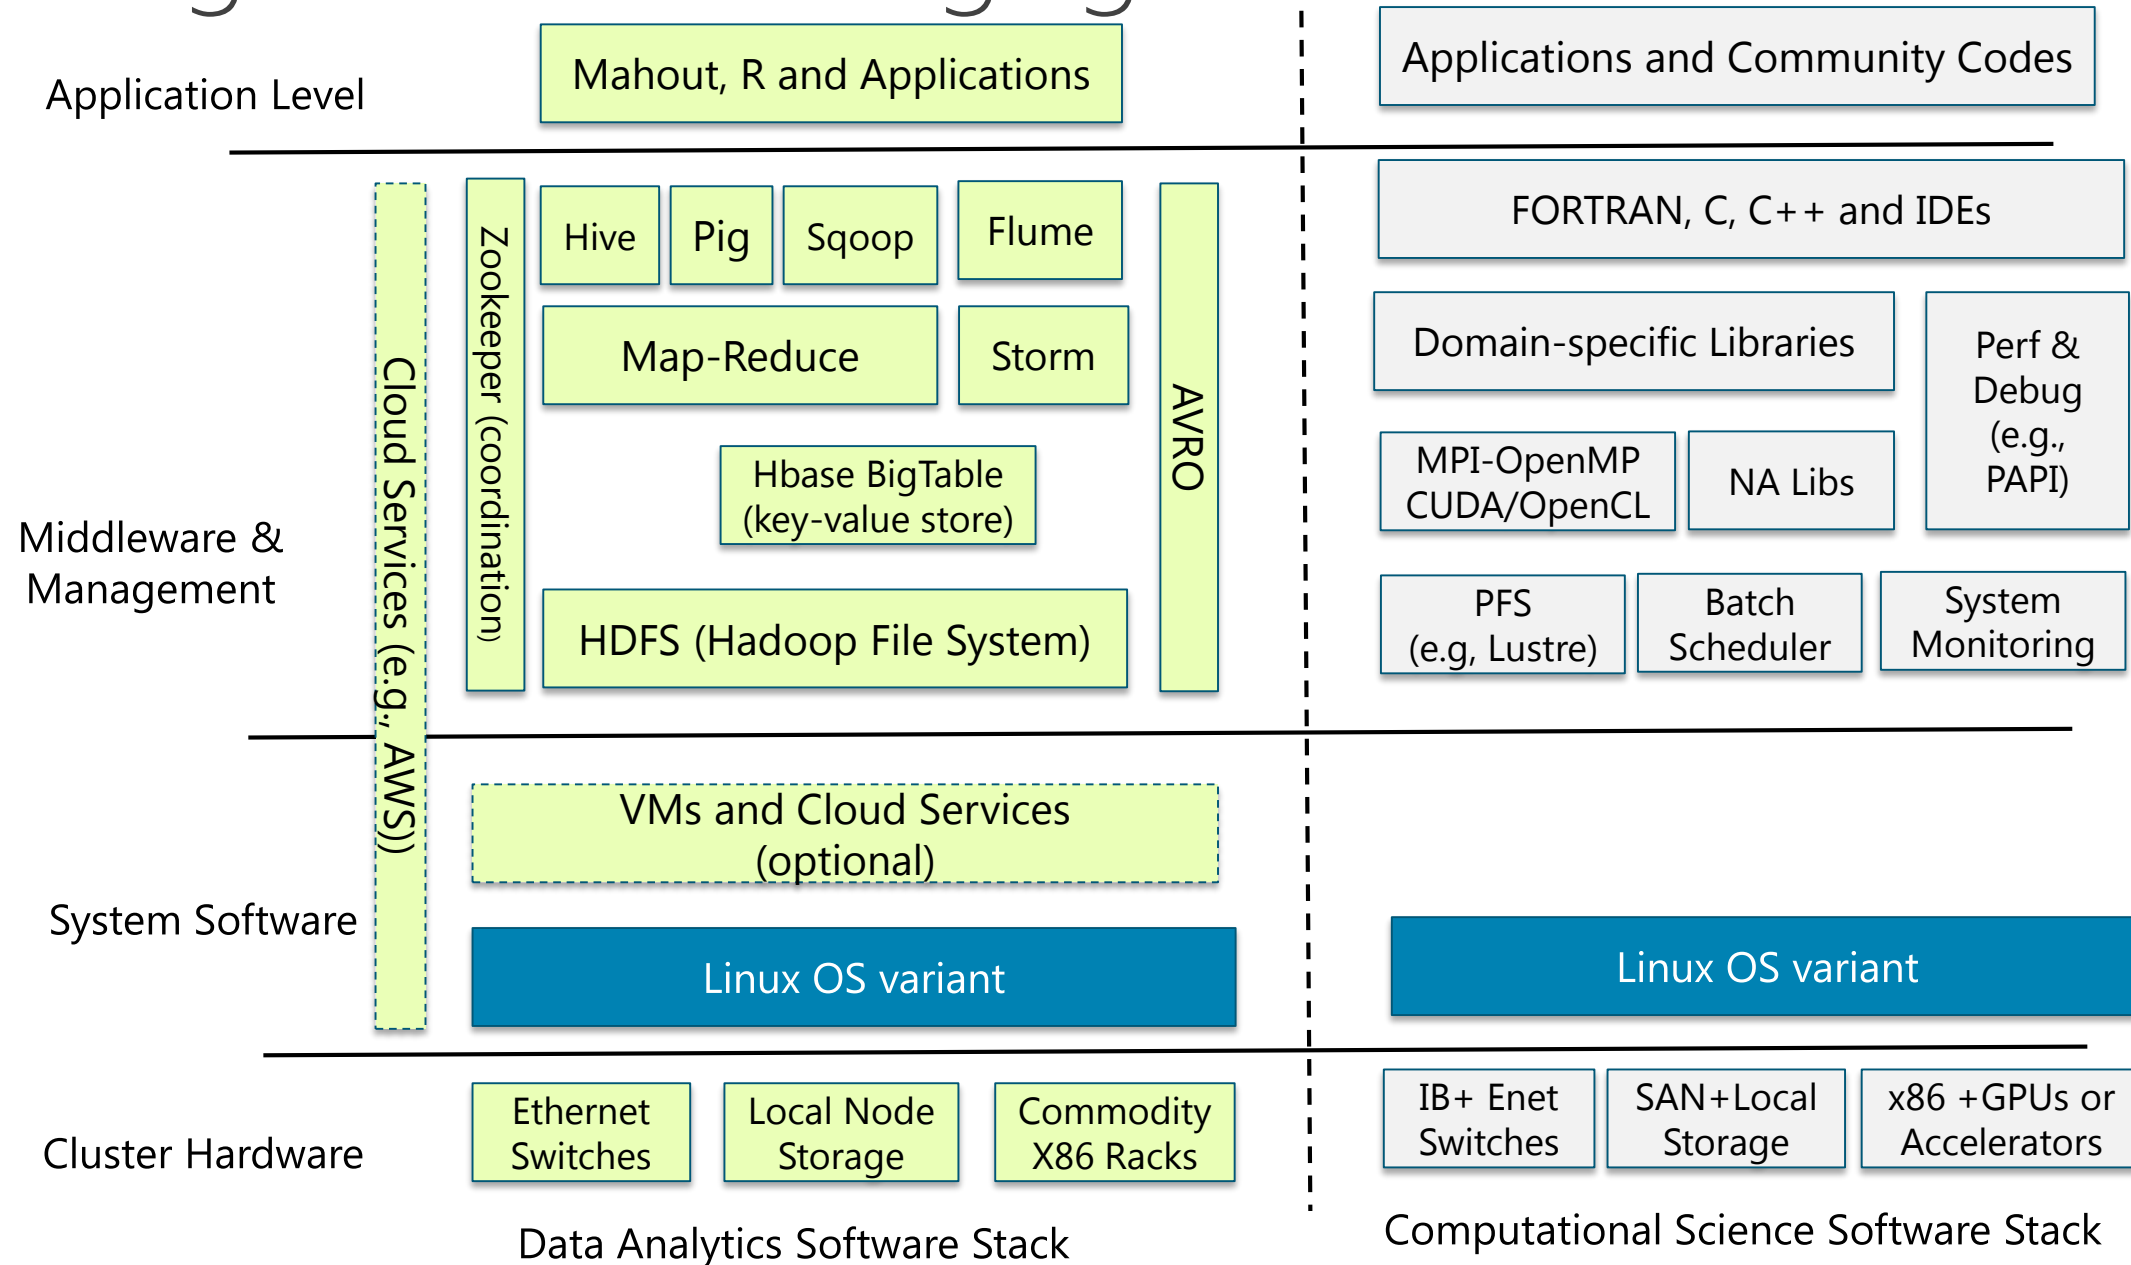 Application Level
Mahout, R and Applications
Applications and Community Codes
Middleware &
Management
Cloud Services (e.g., AWS))
Zookeeper (coordination)
Hive
Pig
Sqoop
Flume
Map-Reduce
Storm
Hbase BigTable
(key-value store)
HDFS (Hadoop File System)
AVRO
FORTRAN, C, C++ and IDEs
Domain-specific Libraries
Perf &
Debug
(e.g.,
PAPI)
MPI-OpenMP
CUDA/OpenCL
NA Libs
PFS
(e.g, Lustre)
Batch
Scheduler
System
Monitoring
System Software
VMs and Cloud Services
(optional)
Linux OS variant
Linux OS variant
Cluster Hardware
Ethernet
Switches
Local Node
Storage
Commodity
X86 Racks
IB+ Enet
Switches
SAN+Local
Storage
x86 +GPUs or
Accelerators
Data Analytics Software Stack
Computational Science Software Stack